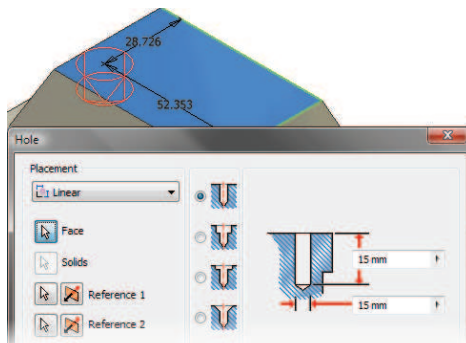 28.726
52.353
Hole
Placement
Linear
Face
Solids
Reference 1
Reference 2
15 mm
15 mm